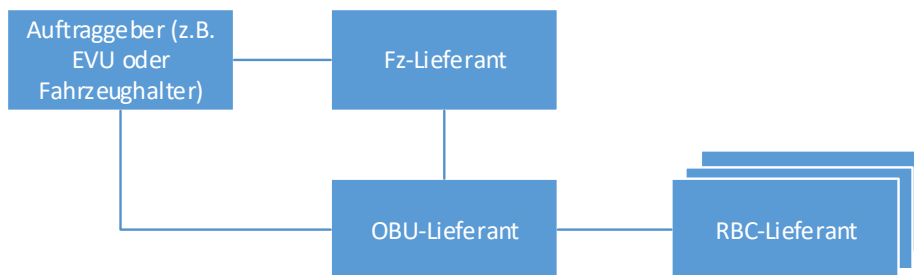 Auftraggeber (z.B.
EVU oder
Fahrzeughalter)
Fz-Lieferant
OBU-Lieferant
RBC-Lieferant